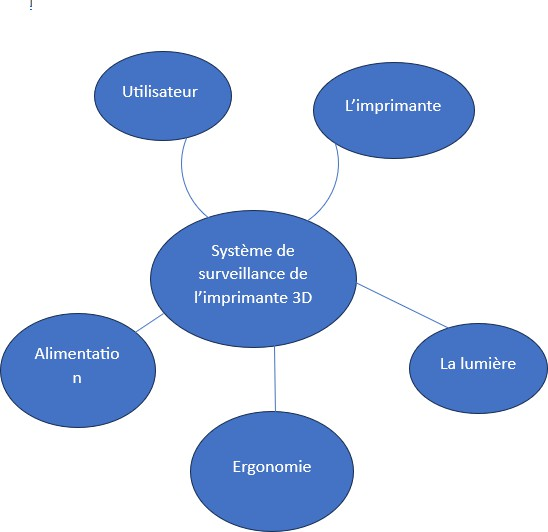 !
Utilisateur
L’imprimante
Système de
surveillance de
l’imprimante 3D
Alimentatio
n
La lumière
Ergonomie